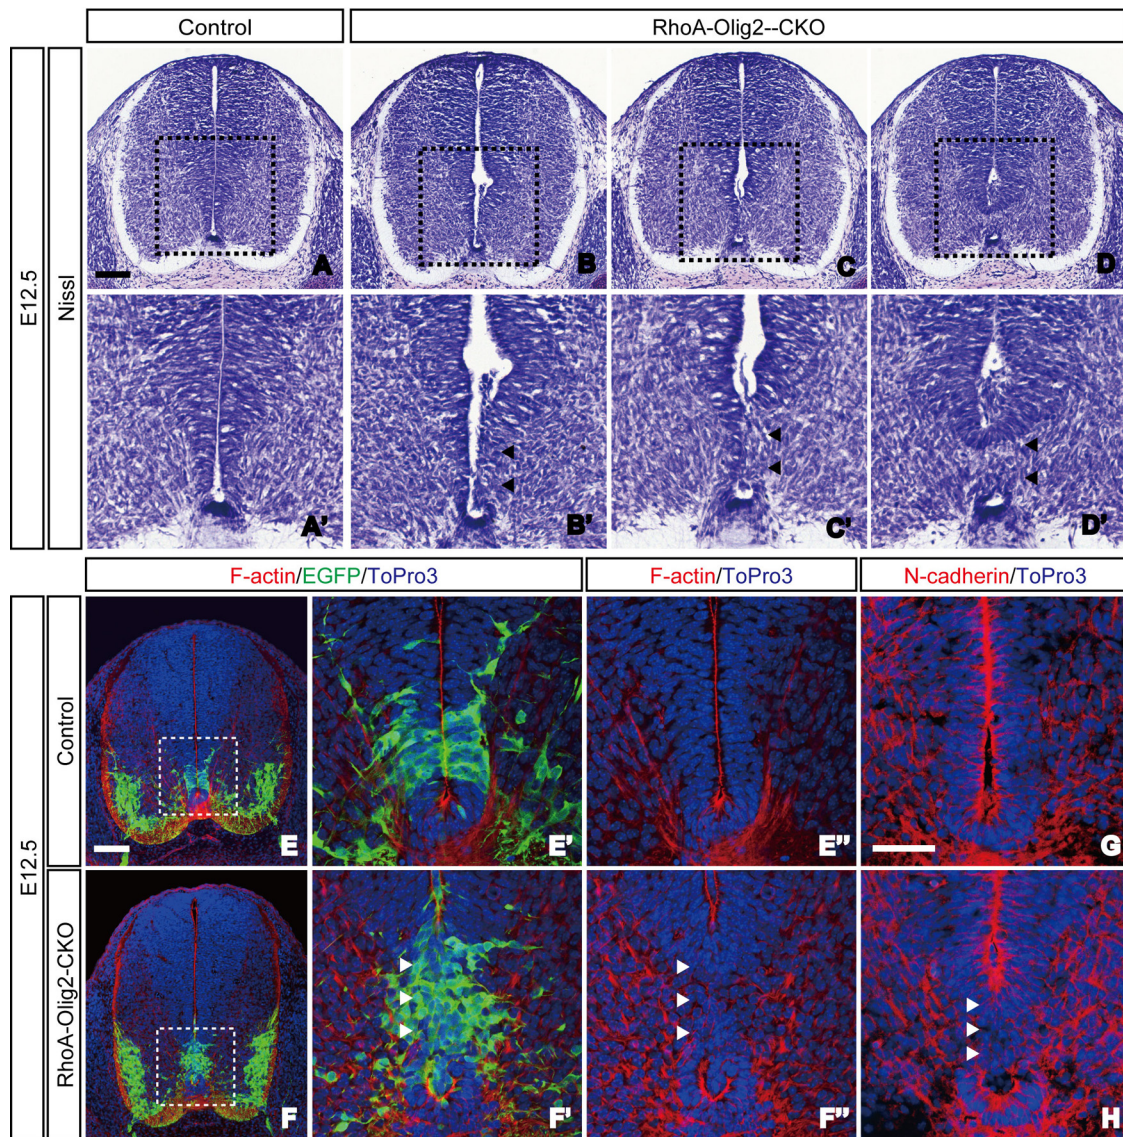 Control
RhoA-Olig2--CKO
E12.5
Nissl
A
B
C
D
A'
B'
C'
D'
F-actin/EGFP/ToPro3
F-actin/ToPro3
N-cadherin/ToPro3
E12.5
Control
E
E'
E"
G
RhoA-Olig2-CKO
F
F'
F"
H